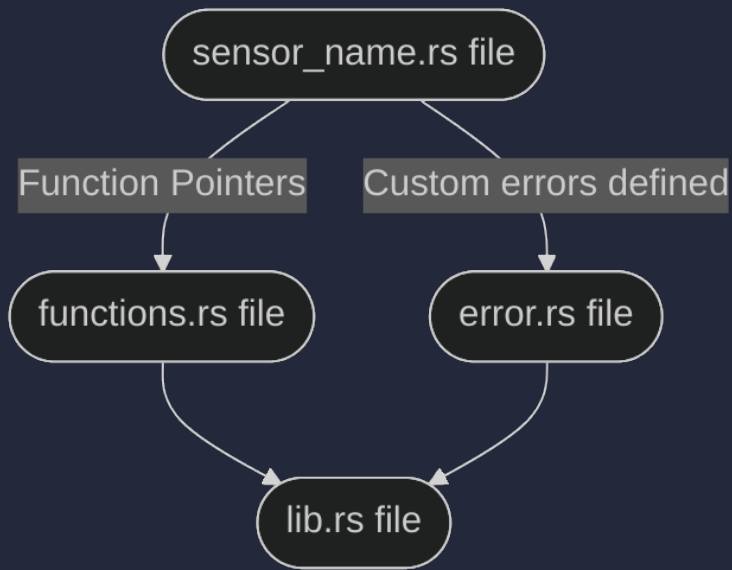 sensor_name.rs file
Function Pointers
Custom errors defined
functions.rs file
error.rs file
lib.rs file